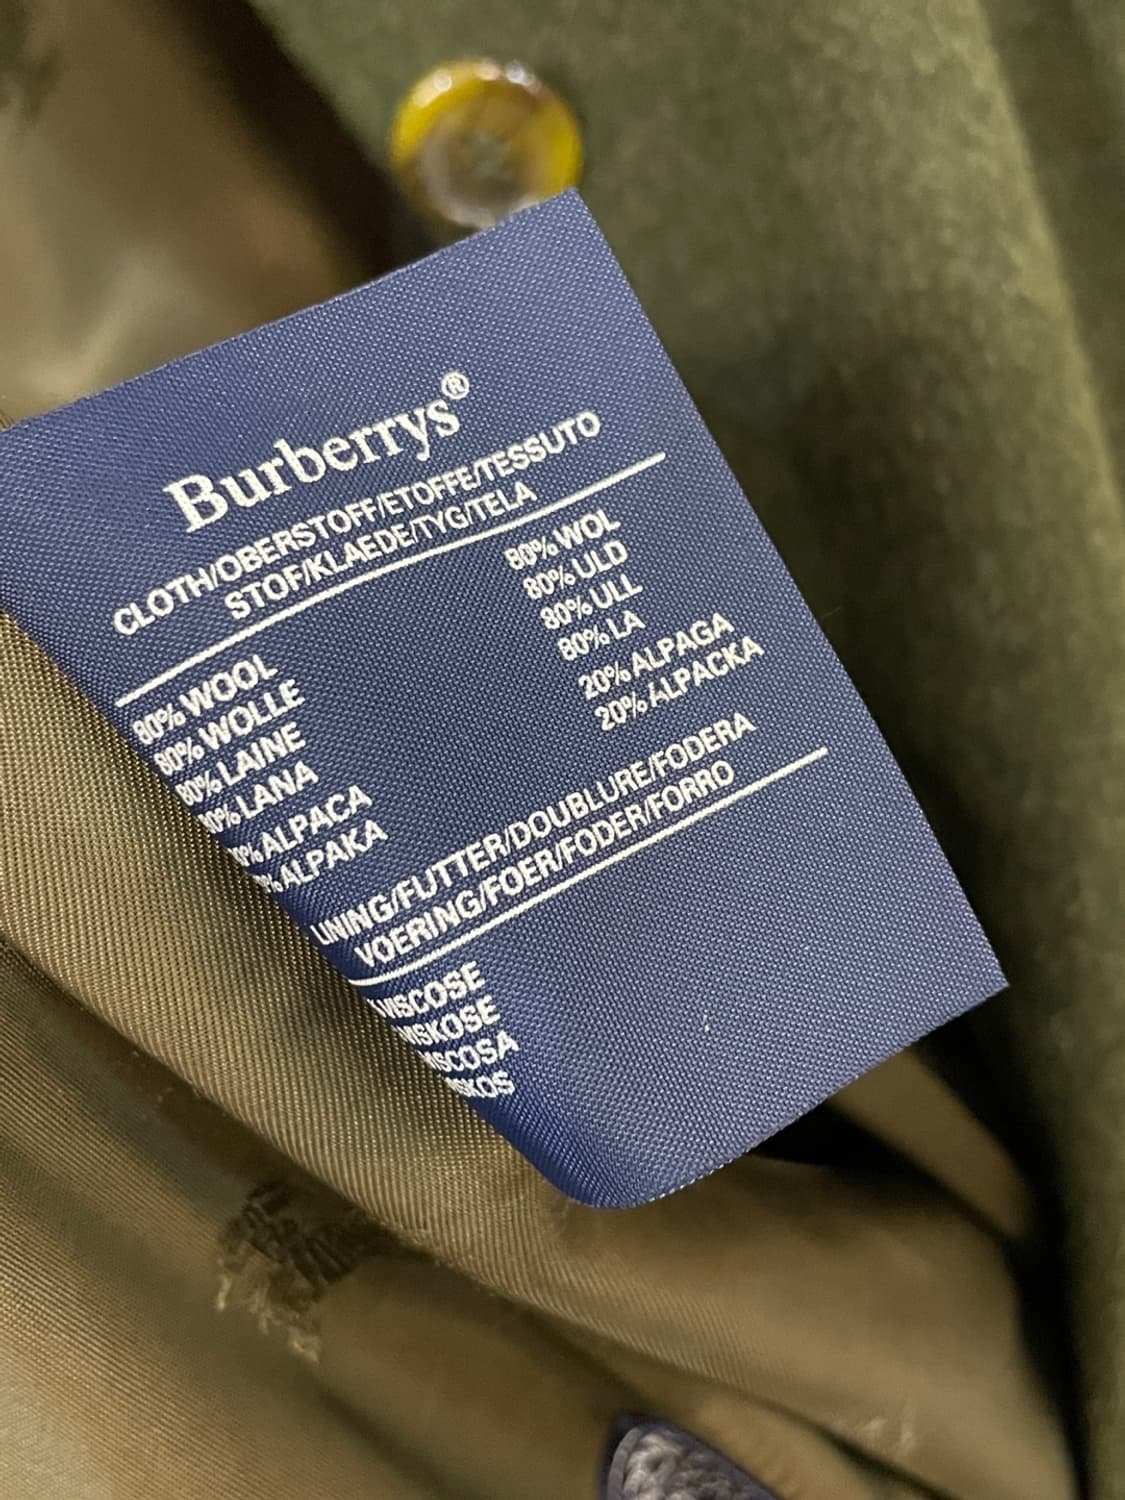 Burberrys®
CLOTH/OBERSTOFF/ETOFFE/TESSUTO
STOF/KLAEDE/TYG/TELA
80% WOOL
80% WOLLE
80% LAINE
80% LANA
ALPACA
ALPAKA
80% WOL
80% ULD
80% ULL
80% LA
20% ALPAGA
20% ALPACKA
LINING/FUTTER/DOUBLURE/FODERA
VOERING/FOER/FODER/FORRO
VISCOSE
VISKOSE